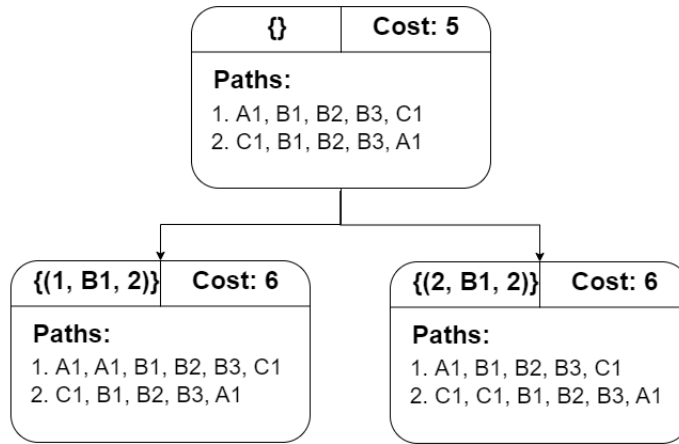 {} Cost: 5
Paths:
1. A1, B1, B2, B3, C1
2. C1, B1, B2, B3, A1
{(1, B1, 2)} Cost: 6
Paths:
1. A1, A1, B1, B2, B3, C1
2. C1, B1, B2, B3, A1
{(2, B1, 2)} Cost: 6
Paths:
1. A1, B1, B2, B3, C1
2. C1, C1, B1, B2, B3, A1